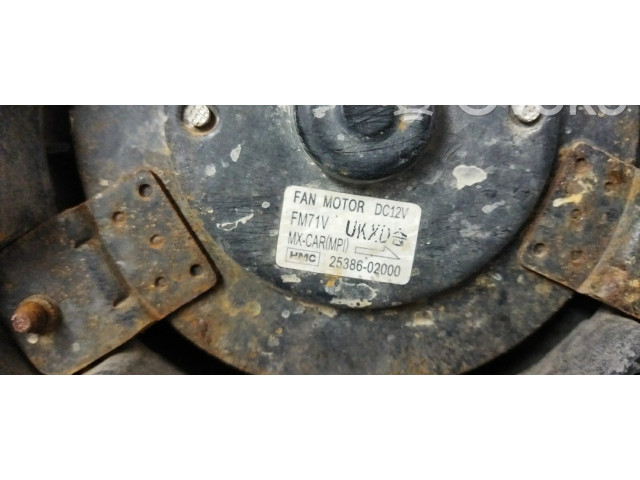 FAN MOTOR DC12V
FM71V UKXD
MX-CAR(MPI)
HMC 25386-02000